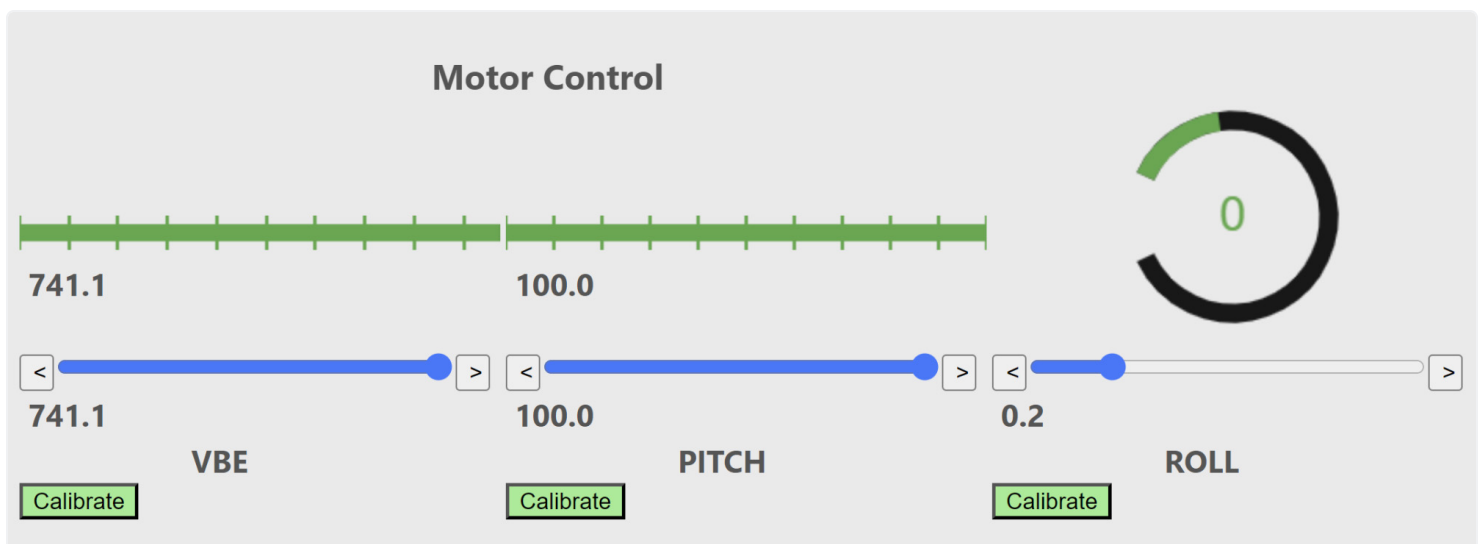 Motor Control
0
741.1 100.0
< > < > < >
741.1 100.0 0.2
VBE PITCH ROLL
Calibrate Calibrate Calibrate